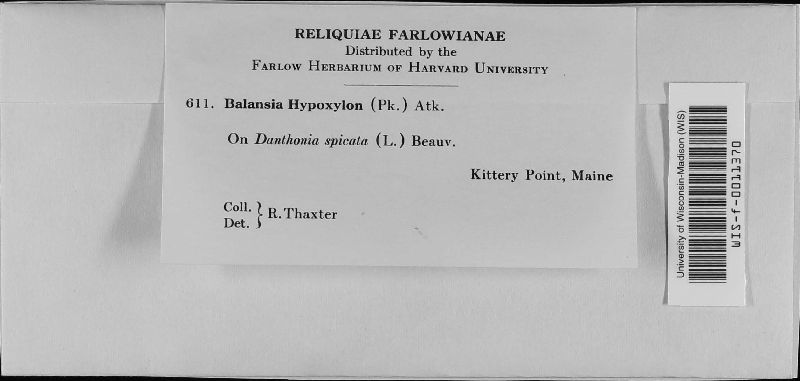 RELIQUIAE FARLOWIANAE
Distributed by the
FARLOW HERBARIUM OF HARVARD UNIVERSITY
611. Balansia Hypoxylon (Pk.) Atk.
On Danthonia spicata (L.) Beauv.
Kittery Point, Maine
Coll.
Det. } R. Thaxter
University of Wisconsin-Madison (WIS)
WIS-f-0011370